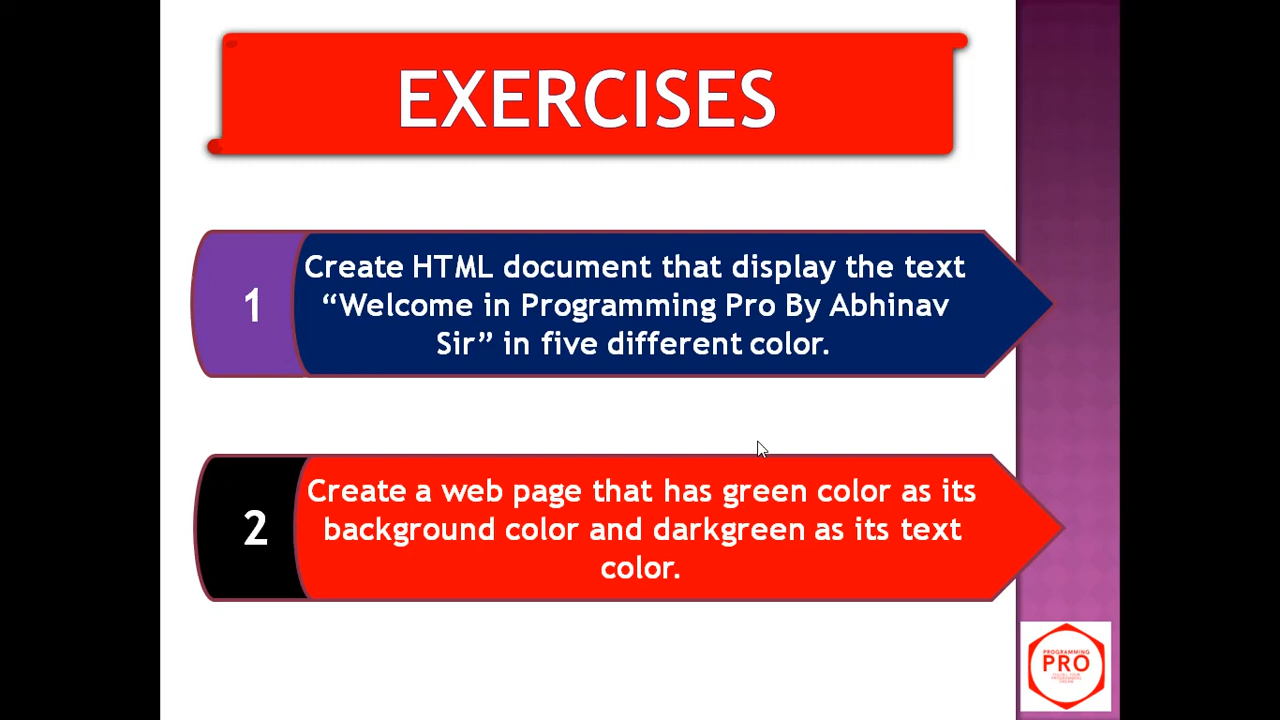 EXERCISES
1
Create HTML document that display the text
“Welcome in Programming Pro By Abhinav
Sir” in five different color.
2
Create a web page that has green color as its
background color and darkgreen as its text
color.
PROGRAMMING
PRO